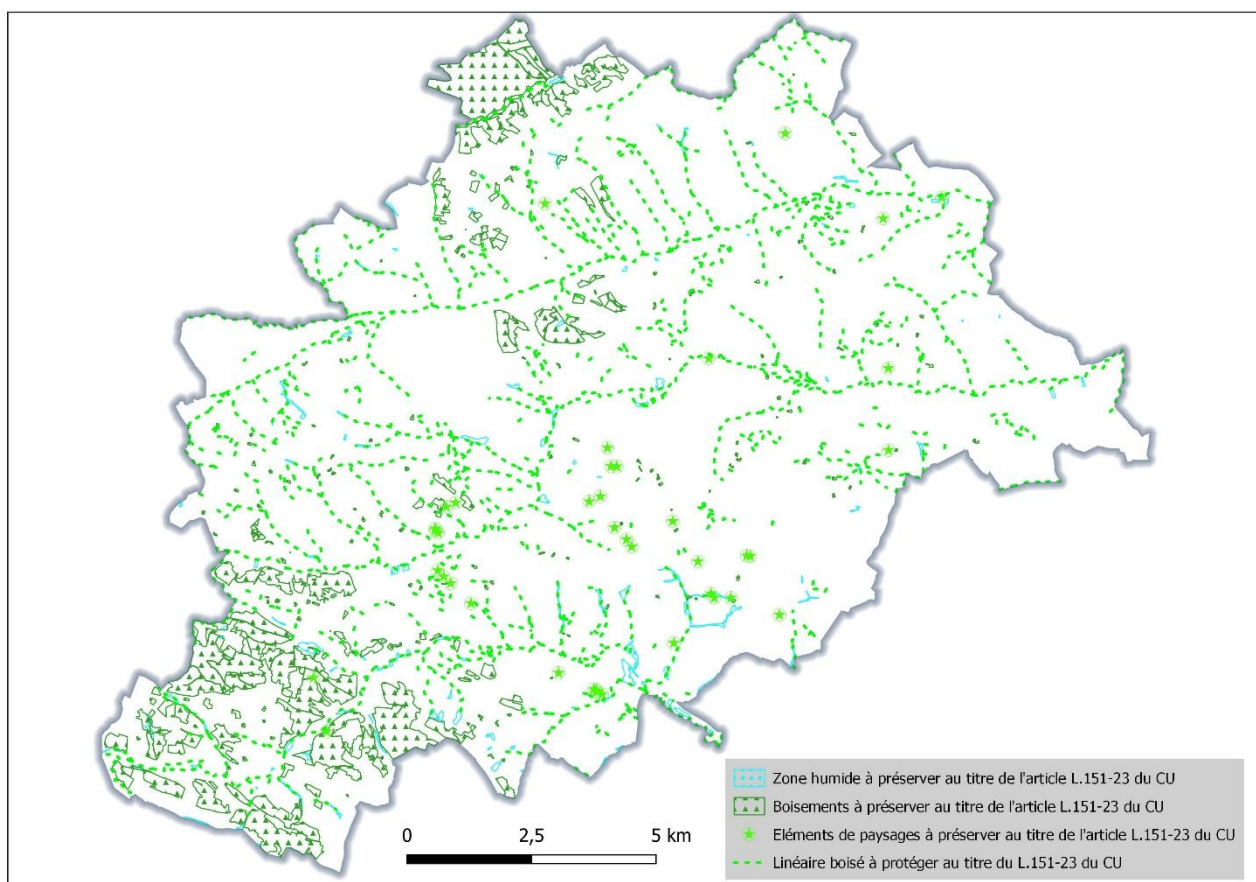 Zone humide à préserver au titre de l'article L.151-23 du CU
Boisements à préserver au titre de l'article L.151-23 du CU
Eléments de paysages à préserver au titre de l'article L.151-23 du CU
Linéaire boisé à protéger au titre du L.151-23 du CU
0 2,5 5 km